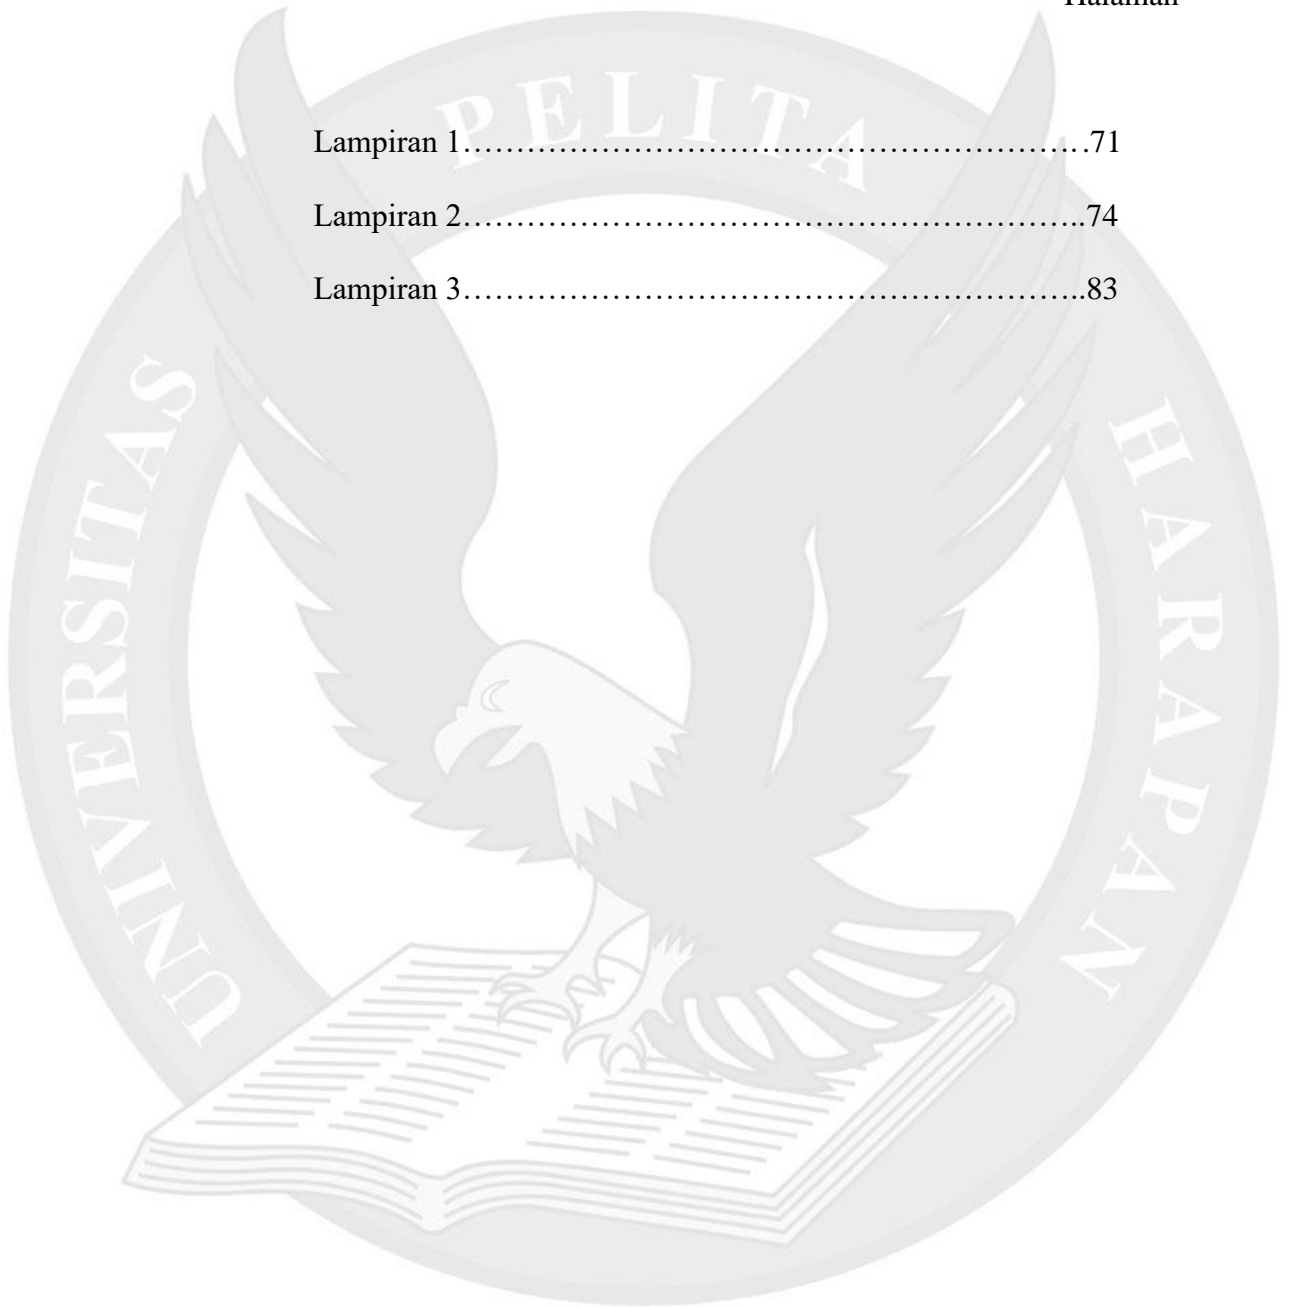 Halaman
PELITA
Lampiran 1……………………………………………………….71
Lampiran 2…………………………………………………..74
Lampiran 3…………………………………………………..83
UNIVERSITAS
HARAPAN